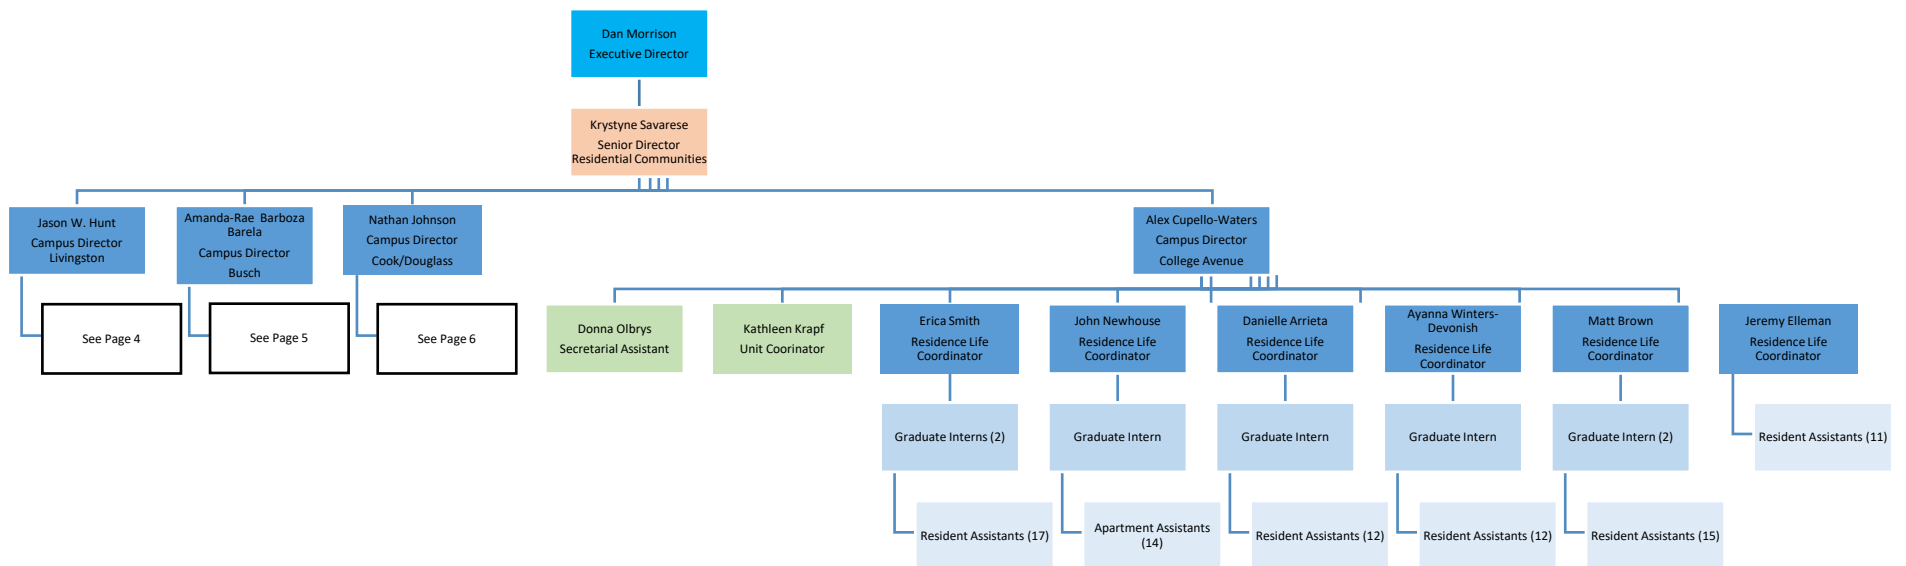 Dan Morrison
Executive Director
Krystyne Savarese
Senior Director
Residential Communities
Jason W. Hunt
Campus Director
Livingston
Amanda-Rae Barboza
Barela
Campus Director
Busch
Nathan Johnson
Campus Director
Cook/Douglass
Alex Cupello-Waters
Campus Director
College Avenue
See Page 4
See Page 5
See Page 6
Donna Olbrys
Secretarial Assistant
Kathleen Krapf
Unit Coorinator
Erica Smith
Residence Life
Coordinator
John Newhouse
Residence Life
Coordinator
Danielle Arrieta
Residence Life
Coordinator
Ayanna Winters-
Devonish
Residence Life
Coordinator
Matt Brown
Residence Life
Coordinator
Jeremy Elleman
Residence Life
Coordinator
Graduate Interns (2)
Graduate Intern
Graduate Intern
Graduate Intern
Graduate Intern (2)
Resident Assistants (11)
Resident Assistants (17)
Apartment Assistants
(14)
Resident Assistants (12)
Resident Assistants (12)
Resident Assistants (15)